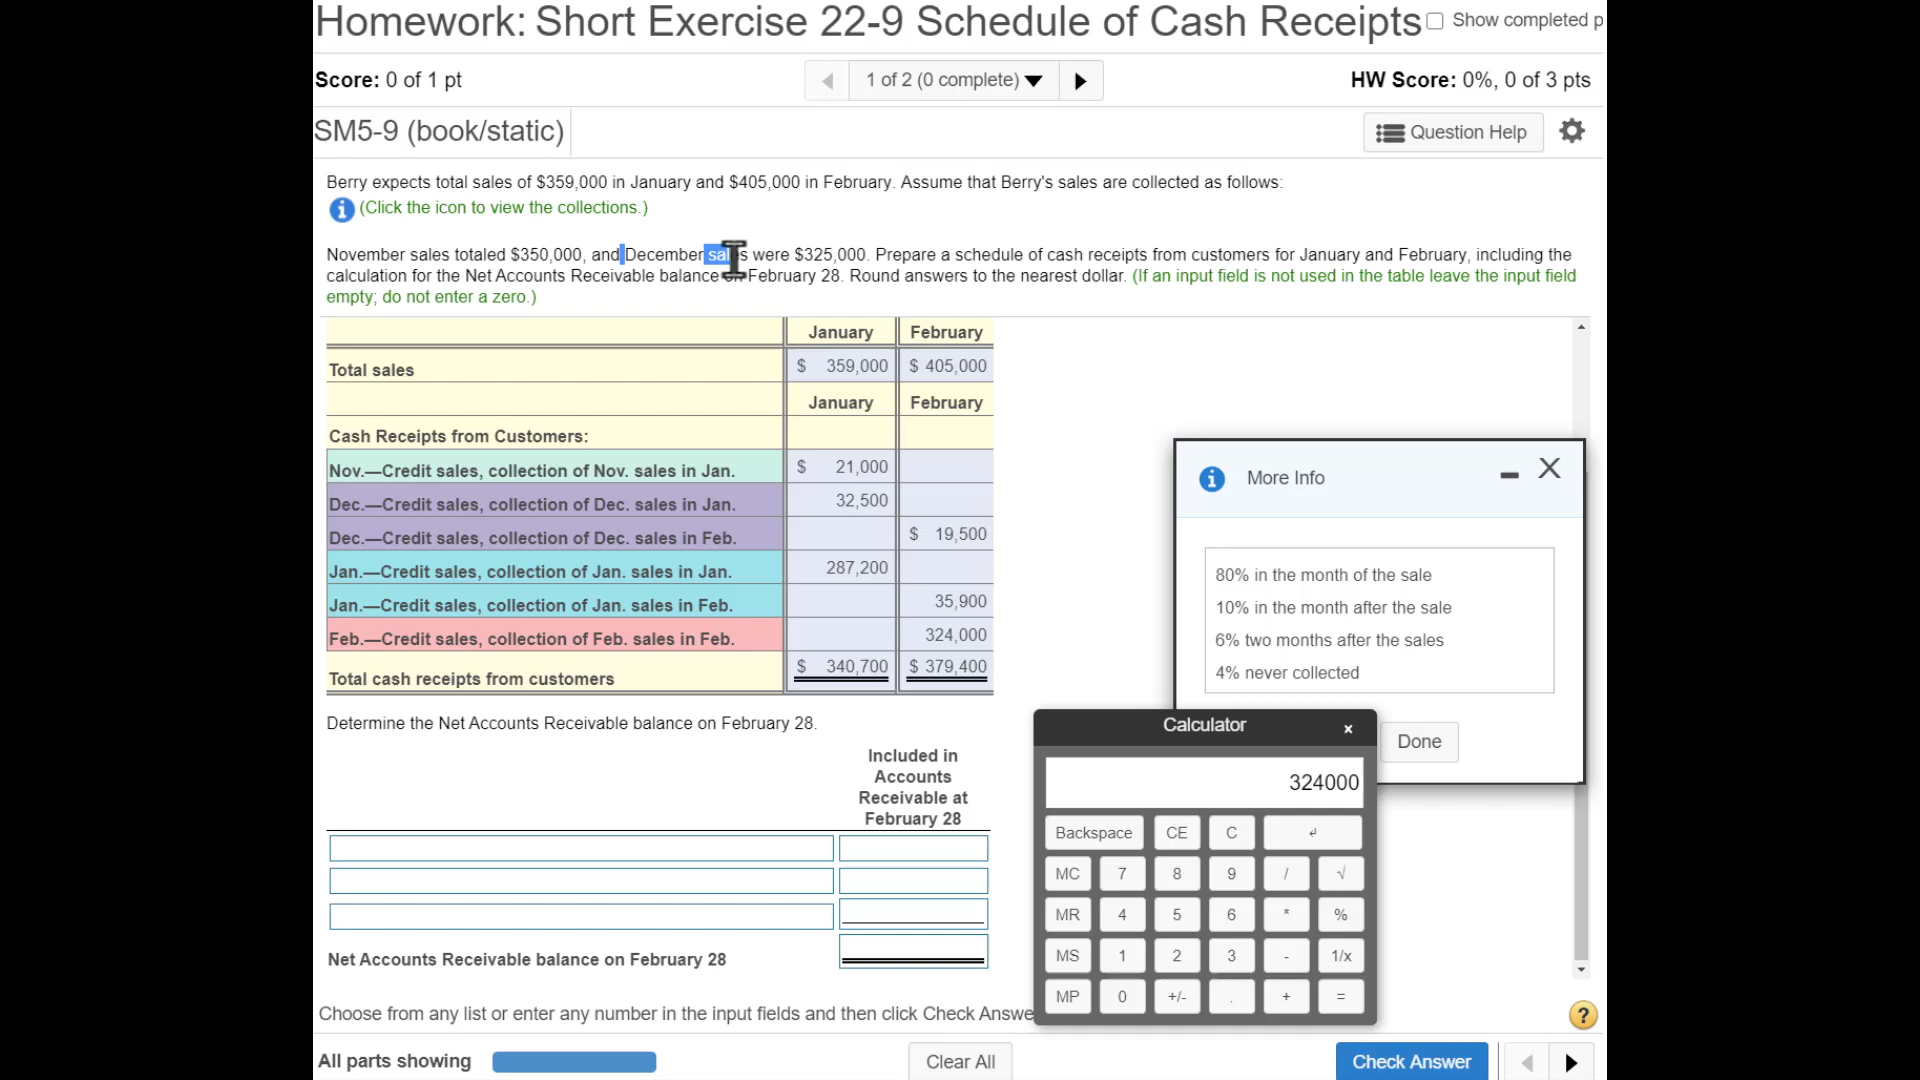 Homework: Short Exercise 22-9 Schedule of Cash Receipts Show completed p
Score: 0 of 1 pt 1 of 2 (0 complete) HW Score: 0%, 0 of 3 pts
SM5-9 (book/static) Question Help
Berry expects total sales of $359,000 in January and $405,000 in February. Assume that Berry's sales are collected as follows:
(Click the icon to view the collections.)
November sales totaled $350,000, and December sales were $325,000. Prepare a schedule of cash receipts from customers for January and February, including the
calculation for the Net Accounts Receivable balance on February 28. Round answers to the nearest dollar. (If an input field is not used in the table leave the input field
empty; do not enter a zero.)
January February
Total sales $ 359,000 $ 405,000
January February
Cash Receipts from Customers:
Nov.—Credit sales, collection of Nov. sales in Jan. $ 21,000
Dec.—Credit sales, collection of Dec. sales in Jan. 32,500
Dec.—Credit sales, collection of Dec. sales in Feb. $ 19,500
Jan.—Credit sales, collection of Jan. sales in Jan. 287,200
Jan.—Credit sales, collection of Jan. sales in Feb. 35,900
Feb.—Credit sales, collection of Feb. sales in Feb. 324,000
Total cash receipts from customers $ 340,700 $ 379,400
Determine the Net Accounts Receivable balance on February 28.
Included in
Accounts
Receivable at
February 28
Net Accounts Receivable balance on February 28
More Info
80% in the month of the sale
10% in the month after the sale
6% two months after the sales
4% never collected
Done
Calculator x
324000
Backspace CE C ↲
MC 7 8 9 / √
MR 4 5 6 * %
MS 1 2 3 - 1/x
MP 0 +/- . + =
Choose from any list or enter any number in the input fields and then click Check Answe
?
All parts showing Clear All Check Answer